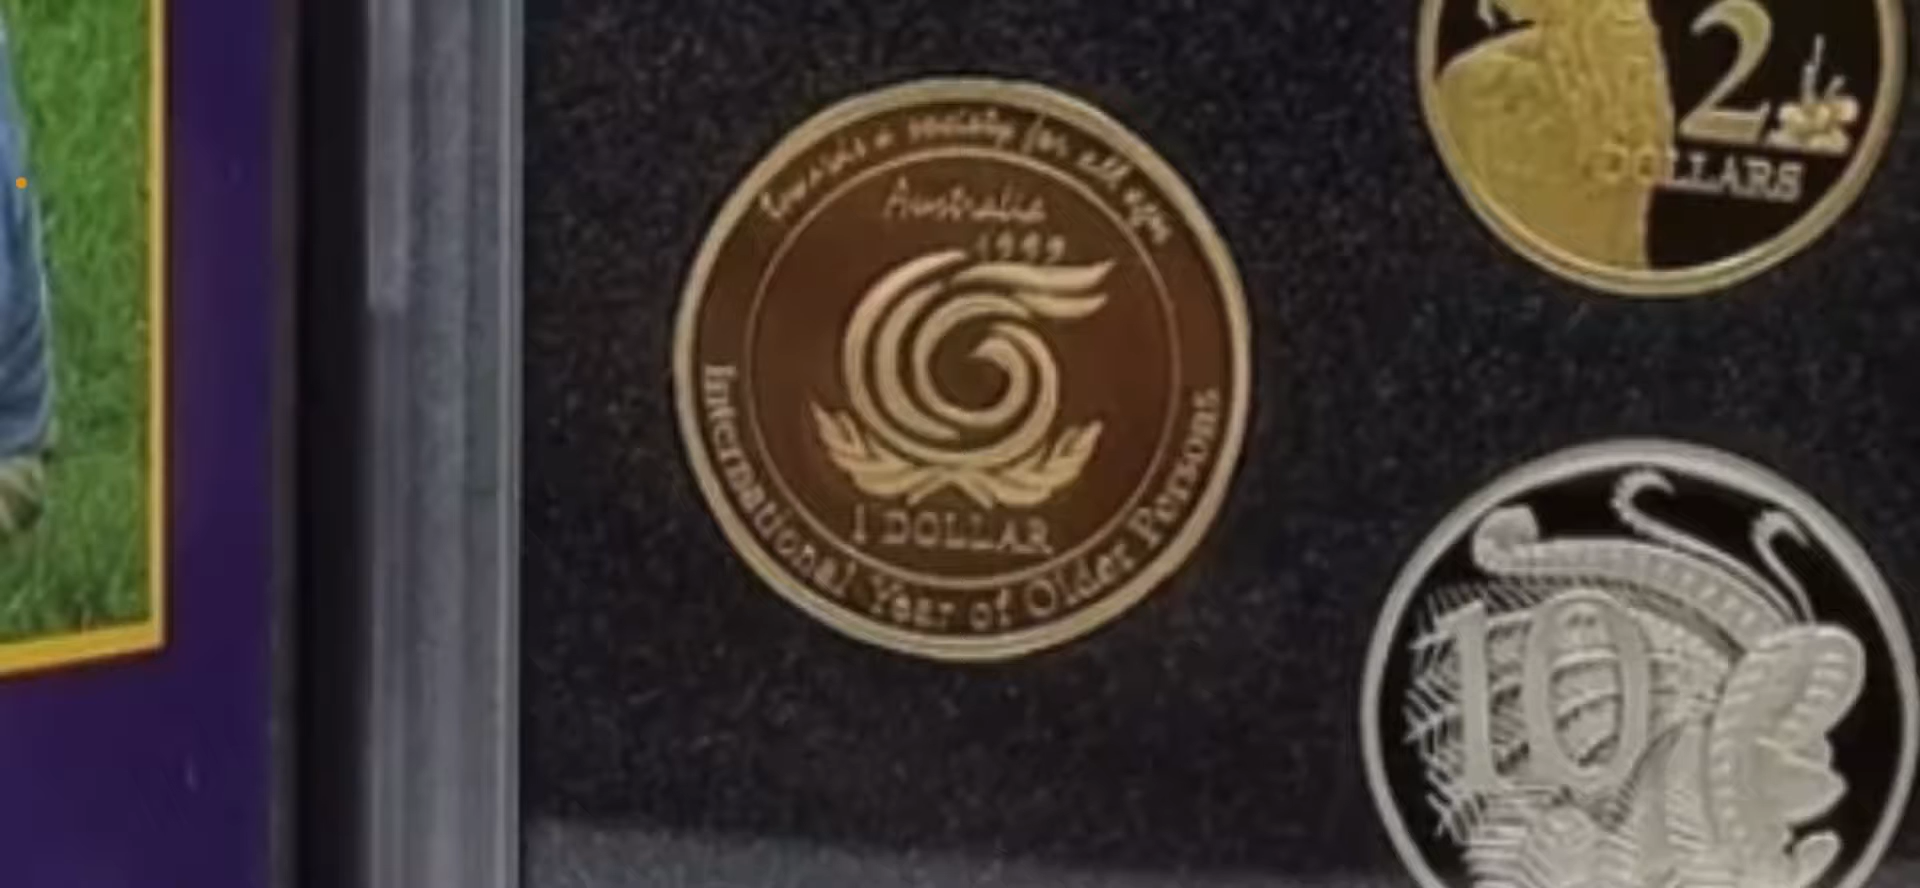 Towards a society for all ages
Australia
1999
1 DOLLAR
International Year of Older Persons
2
DOLLARS
10